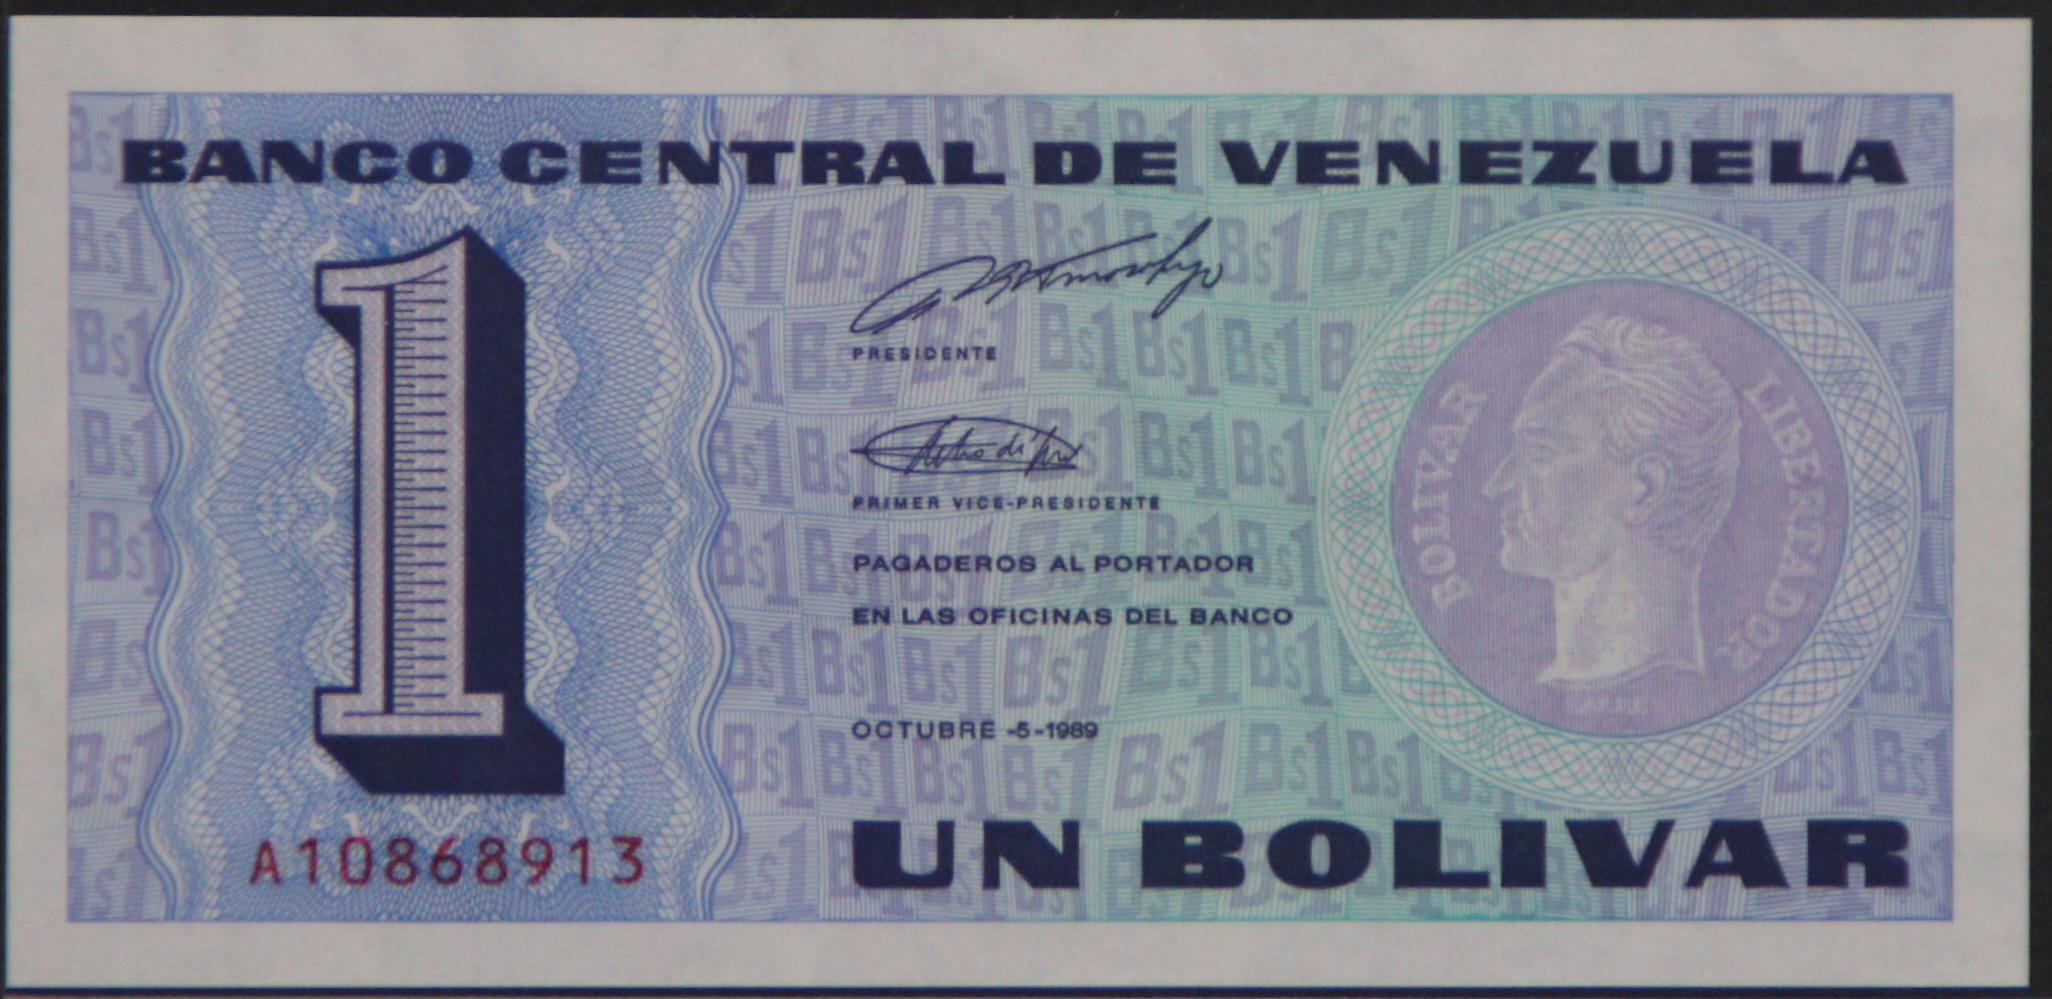 BANCO CENTRAL DE VENEZUELA
PRESIDENTE
PRIMER VICE-PRESIDENTE
PAGADEROS AL PORTADOR
EN LAS OFICINAS DEL BANCO
OCTUBRE -5-1989
BOLIVAR LIBERTADOR
A10868913
UN BOLIVAR
1
Bs1